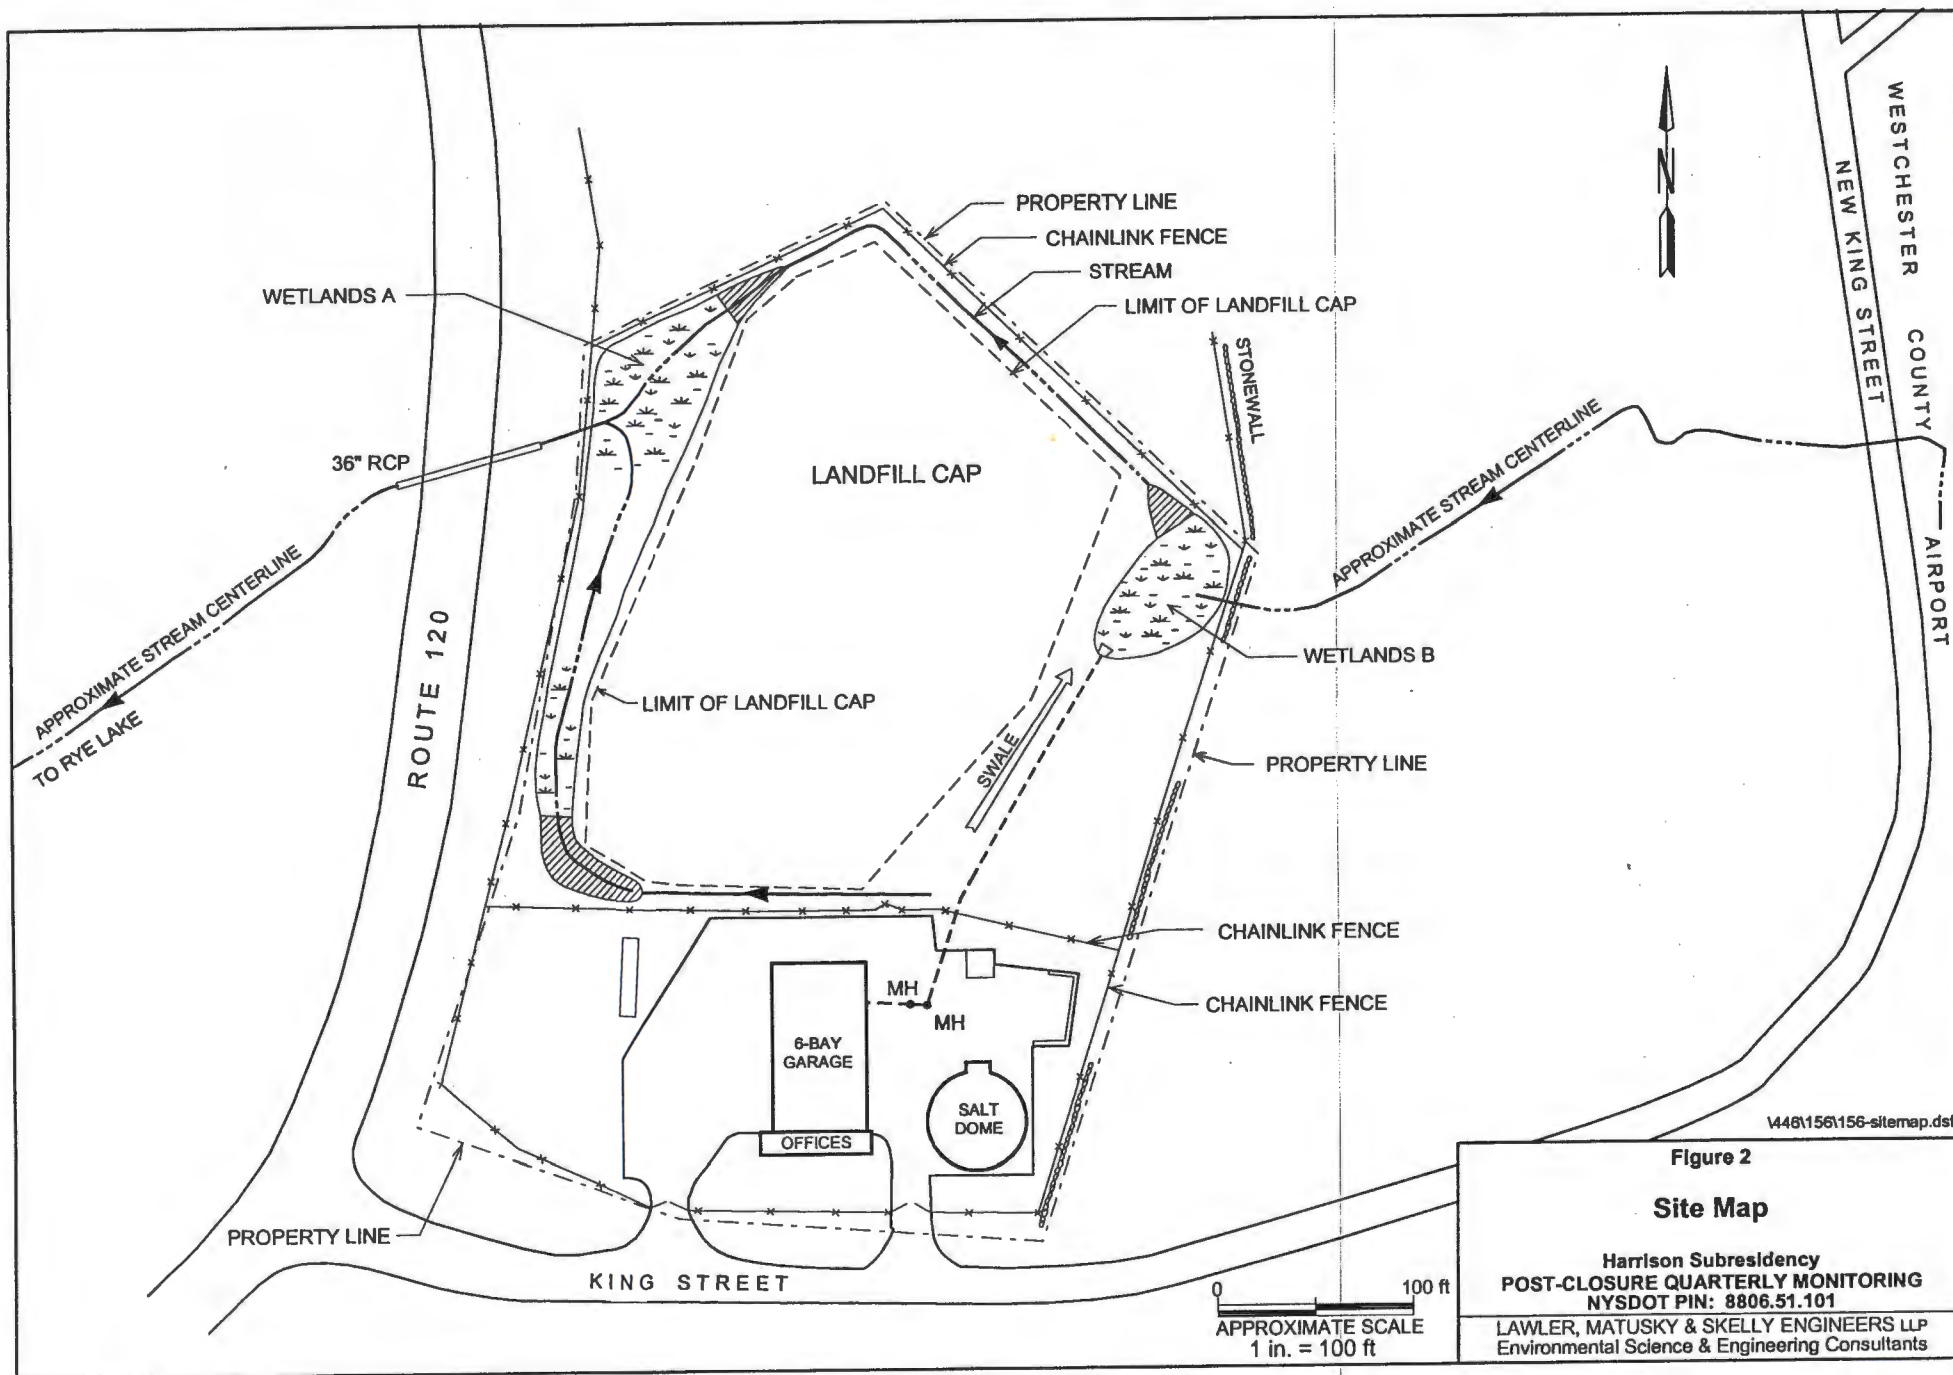 WESTCHESTER COUNTY AIRPORT
NEW KING STREET
N
PROPERTY LINE
CHAINLINK FENCE
STREAM
LIMIT OF LANDFILL CAP
WETLANDS A
STONEWALL
36" RCP
LANDFILL CAP
APPROXIMATE STREAM CENTERLINE
APPROXIMATE STREAM CENTERLINE
TO RYE LAKE
ROUTE 120
WETLANDS B
LIMIT OF LANDFILL CAP
SWALE
PROPERTY LINE
CHAINLINK FENCE
CHAINLINK FENCE
MH
MH
6-BAY
GARAGE
SALT
DOME
OFFICES
PROPERTY LINE
KING STREET
0 100 ft
APPROXIMATE SCALE
1 in. = 100 ft
\446\156\156-sitemap.dsf
Figure 2
Site Map
Harrison Subresidency
POST-CLOSURE QUARTERLY MONITORING
NYSDOT PIN: 8806.51.101
LAWLER, MATUSKY & SKELLY ENGINEERS LLP
Environmental Science & Engineering Consultants